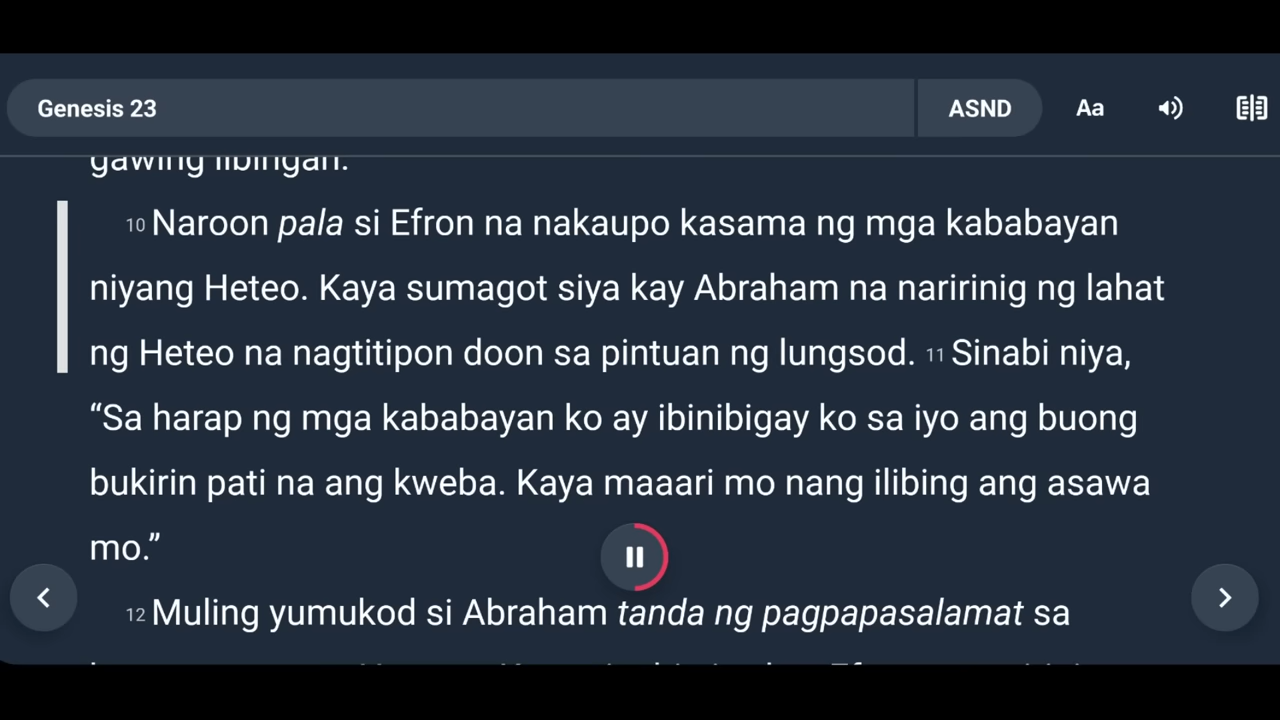 Genesis 23
ASND
Aa
gawing libingan.
10 Naroon pala si Efron na nakaupo kasama ng mga kababayan
niyang Heteo. Kaya sumagot siya kay Abraham na naririnig ng lahat
ng Heteo na nagtitipon doon sa pintuan ng lungsod. 11 Sinabi niya,
“Sa harap ng mga kababayan ko ay ibinibigay ko sa iyo ang buong
bukirin pati na ang kweba. Kaya maaari mo nang ilibing ang asawa
mo.”
12 Muling yumukod si Abraham tanda ng pagpapasalamat sa